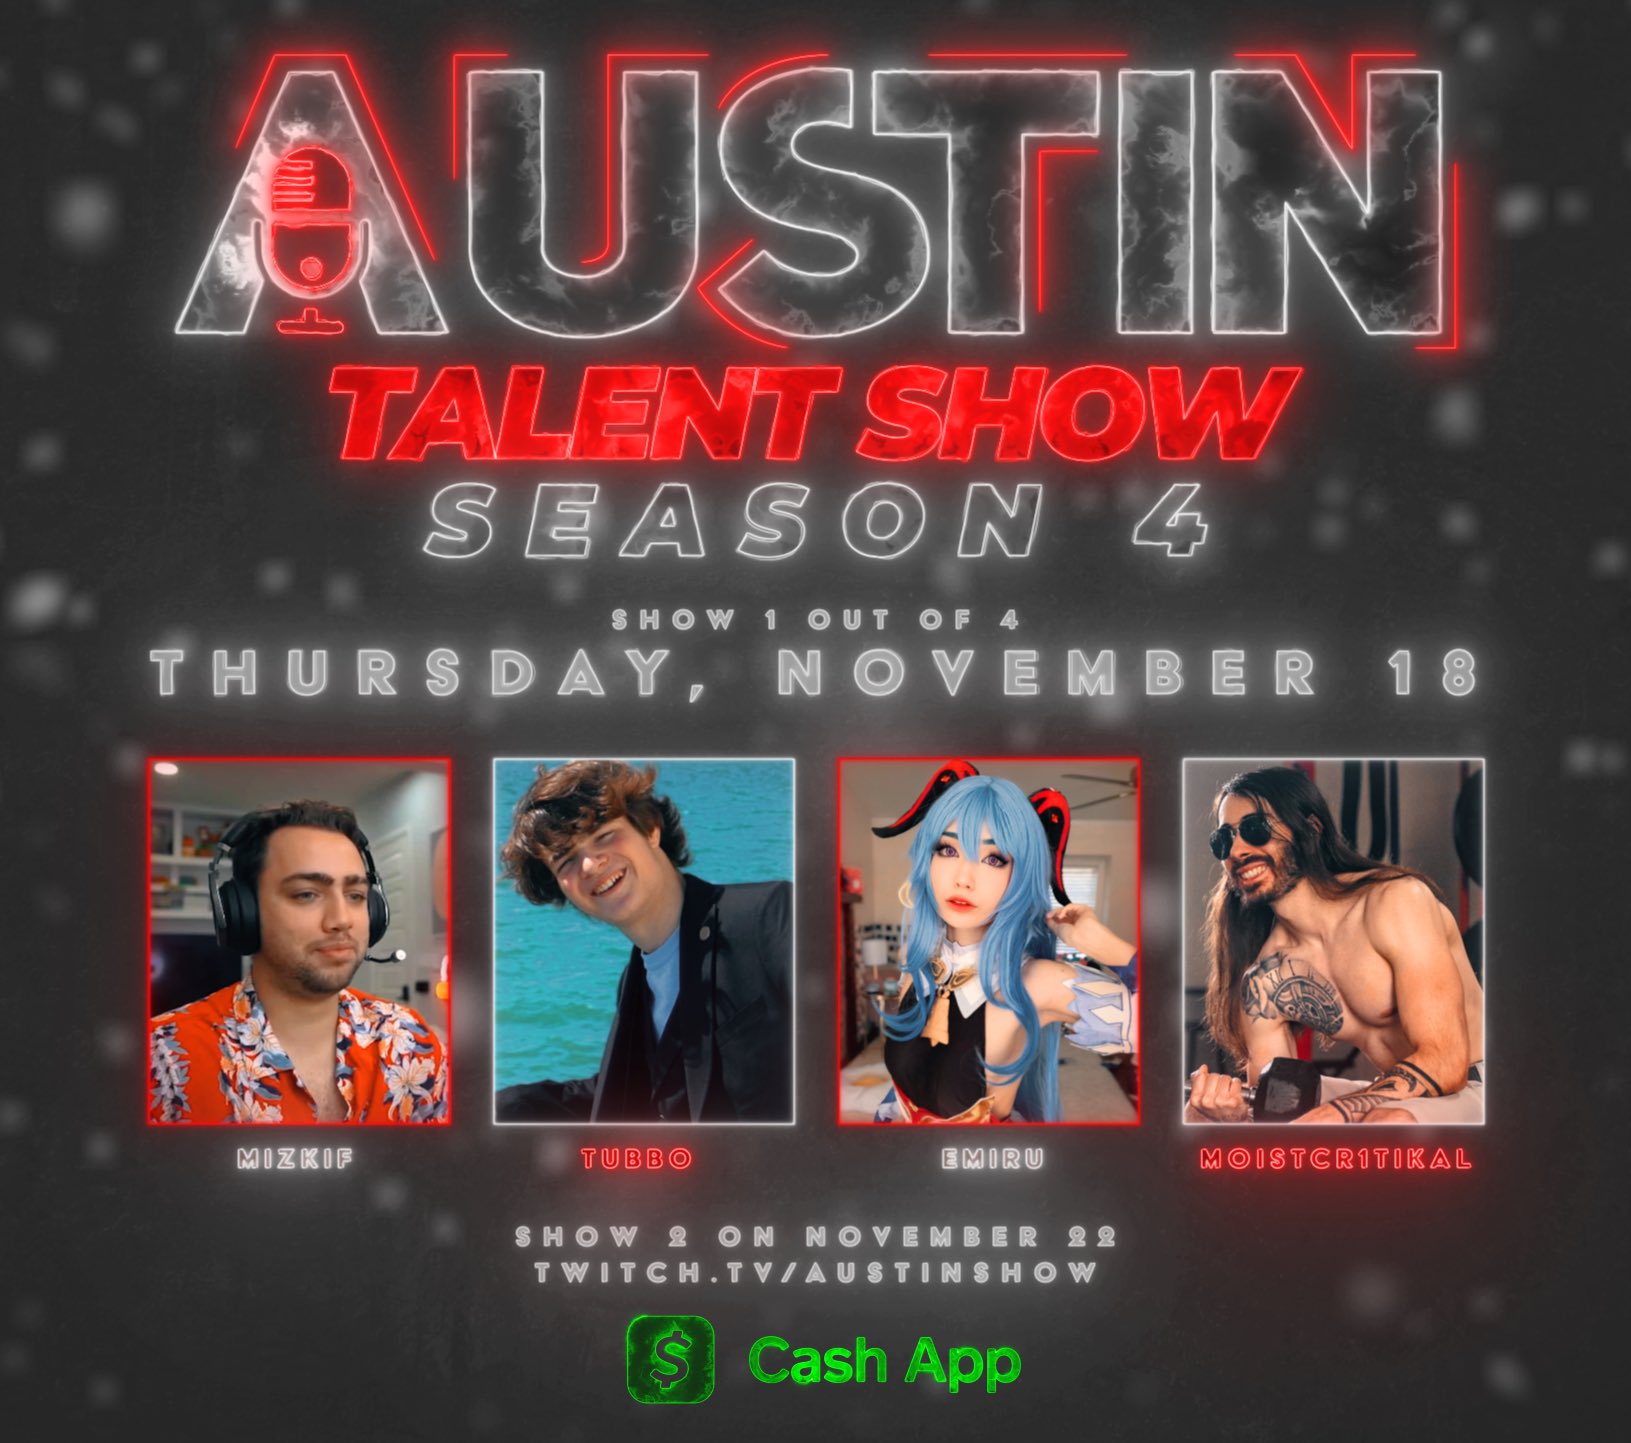 AUSTIN
TALENT SHOW
SEASON 4
SHOW 1 OUT OF 4
THURSDAY, NOVEMBER 18
MIZKIF TUBBO EMIRU MOISTCR1TIKAL
SHOW 2 ON NOVEMBER 22
TWITCH.TV/AUSTINSHOW
$ Cash App